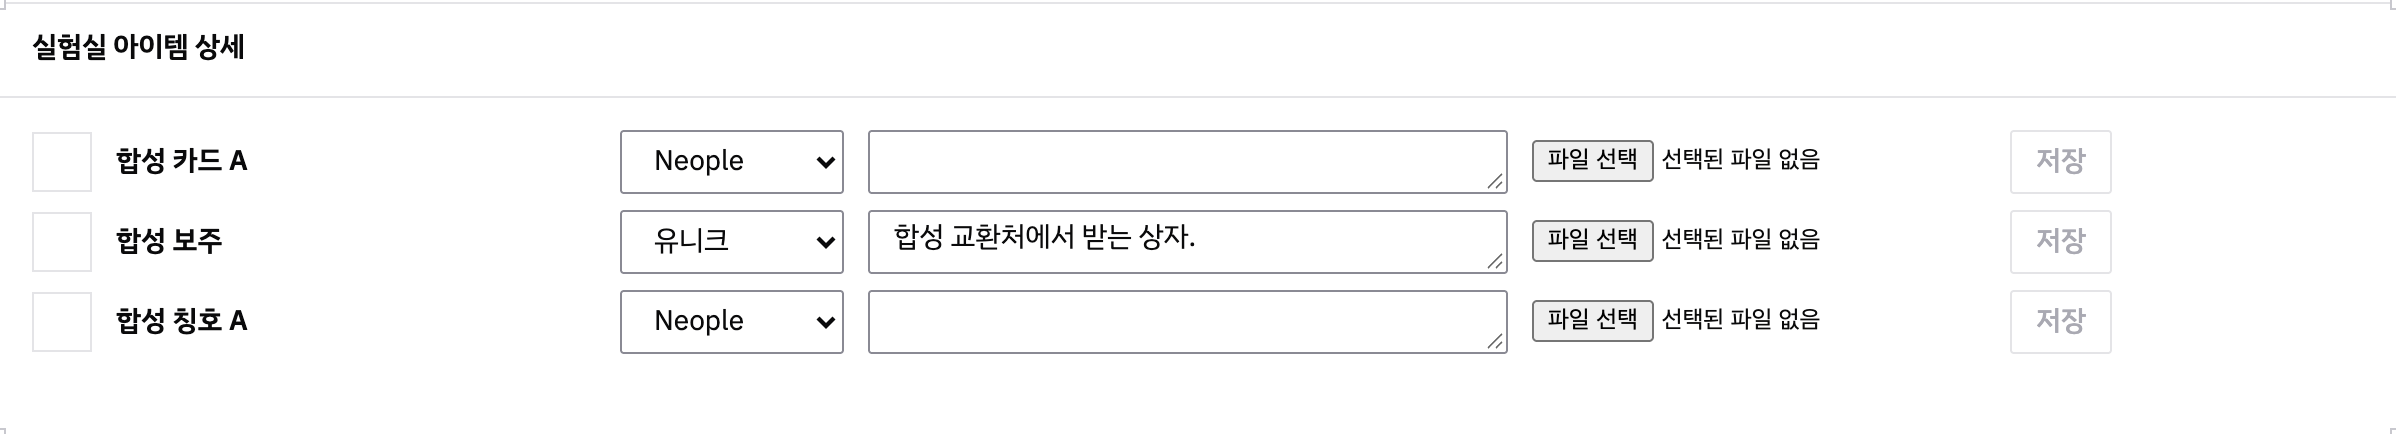 실험실 아이템 상세
합성 카드 A Neople 파일 선택 선택된 파일 없음 저장
합성 보주 유니크 합성 교환처에서 받는 상자. 파일 선택 선택된 파일 없음 저장
합성 칭호 A Neople 파일 선택 선택된 파일 없음 저장